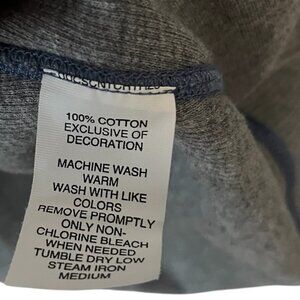 100% COTTON
EXCLUSIVE OF
DECORATION
MACHINE WASH
WARM
WASH WITH LIKE
COLORS
REMOVE PROMPTLY
ONLY NON-
CHLORINE BLEACH
WHEN NEEDED
TUMBLE DRY LOW
STEAM IRON
MEDIUM